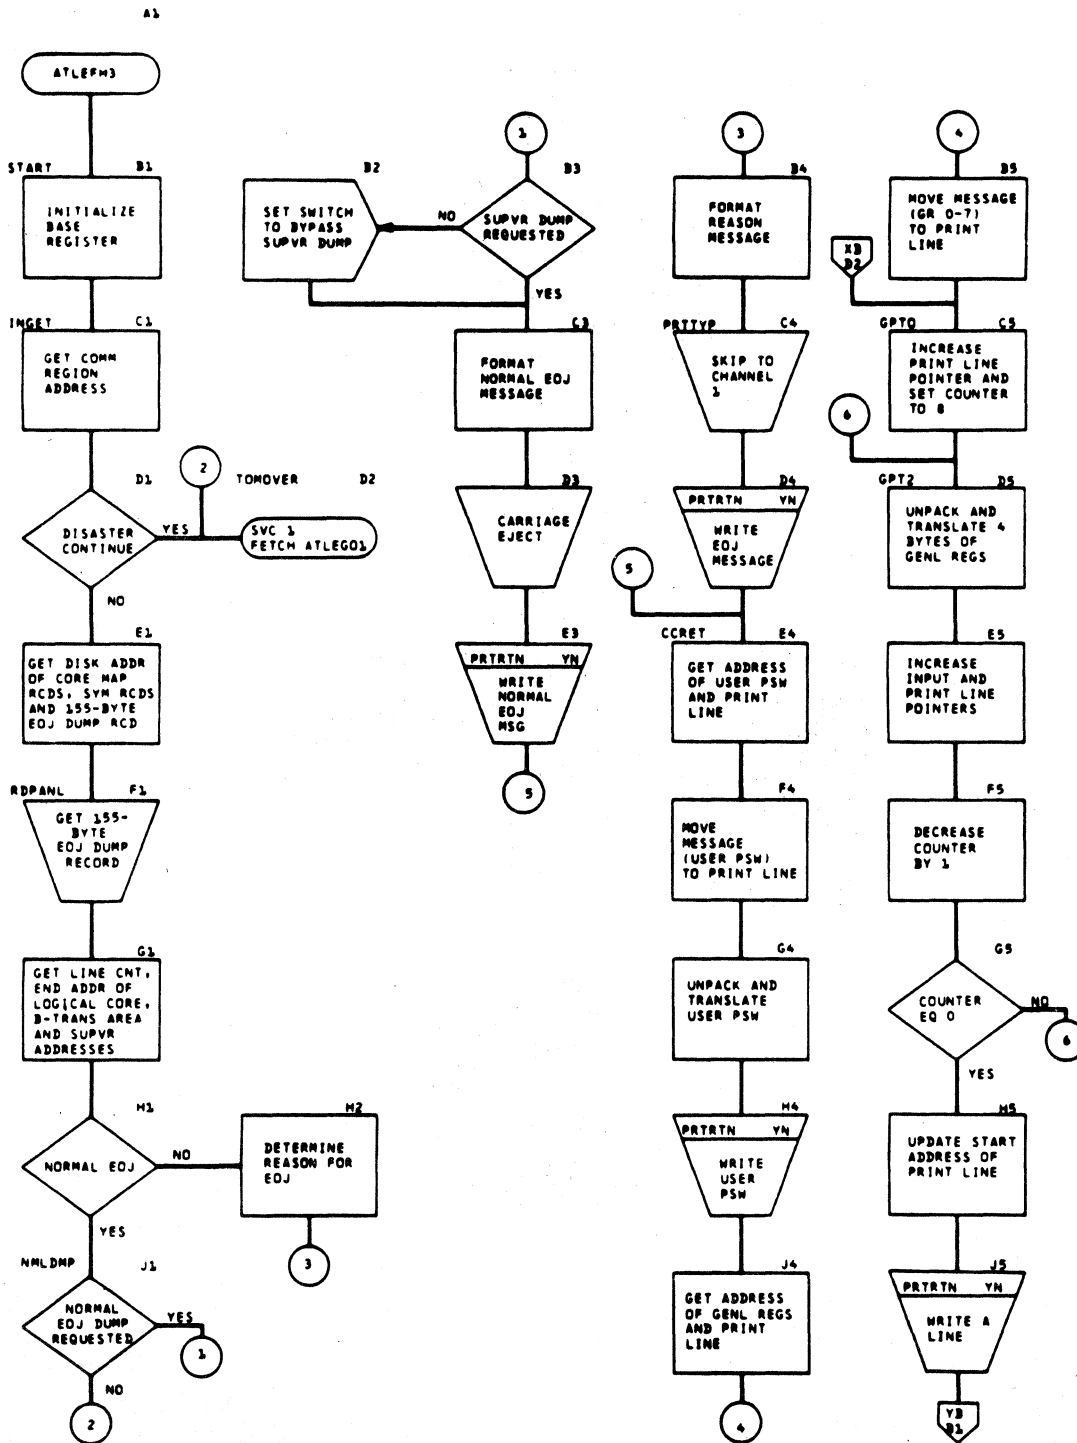 A1
ATLEFM3
START B1
INITIALIZE
BASE
REGISTER
INGET C1
GET COMM
REGION
ADDRESS
D1
DISASTER
CONTINUE
YES
NO
2
TOMOVER D2
SVC 1
FETCH ATLEG01
E1
GET DISK ADDR
OF CORE MAP
RCDS, SYM RCDS
AND 155-BYTE
EOJ DUMP RCD
RDPANL F1
GET 155-
BYTE
EOJ DUMP
RECORD
G1
GET LINE CNT,
END ADDR OF
LOGICAL CORE,
B-TRANS AREA
AND SUPVR
ADDRESSES
H1
NORMAL EOJ
NO
YES
H2
DETERMINE
REASON FOR
EOJ
3
NMLDMP J1
NORMAL
EOJ DUMP
REQUESTED
YES
1
NO
2
1
B2
SET SWITCH
TO BYPASS
SUPVR DUMP
B3
SUPVR DUMP
REQUESTED
NO
YES
C3
FORMAT
NORMAL EOJ
MESSAGE
D3
CARRIAGE
EJECT
E3
PRTRTN YN
WRITE
NORMAL
EOJ
MSG
5
3
B4
FORMAT
REASON
MESSAGE
PRTTYP C4
SKIP TO
CHANNEL
1
D4
PRTRTN YN
WRITE
EOJ
MESSAGE
5
CCRET E4
GET ADDRESS
OF USER PSW
AND PRINT
LINE
F4
MOVE
MESSAGE
(USER PSW)
TO PRINT LINE
G4
UNPACK AND
TRANSLATE
USER PSW
H4
PRTRTN YN
WRITE
USER
PSW
J4
GET ADDRESS
OF GENL REGS
AND PRINT
LINE
4
4
B5
MOVE MESSAGE
(GR 0-7)
TO PRINT
LINE
XB
D2
GPT0 C5
INCREASE
PRINT LINE
POINTER AND
SET COUNTER
TO 8
6
GPT2 D5
UNPACK AND
TRANSLATE 4
BYTES OF
GENL REGS
E5
INCREASE
INPUT AND
PRINT LINE
POINTERS
F5
DECREASE
COUNTER
BY 1
G5
COUNTER
EQ 0
NO
6
YES
H5
UPDATE START
ADDRESS OF
PRINT LINE
J5
PRTRTN YN
WRITE A
LINE
YB
B1